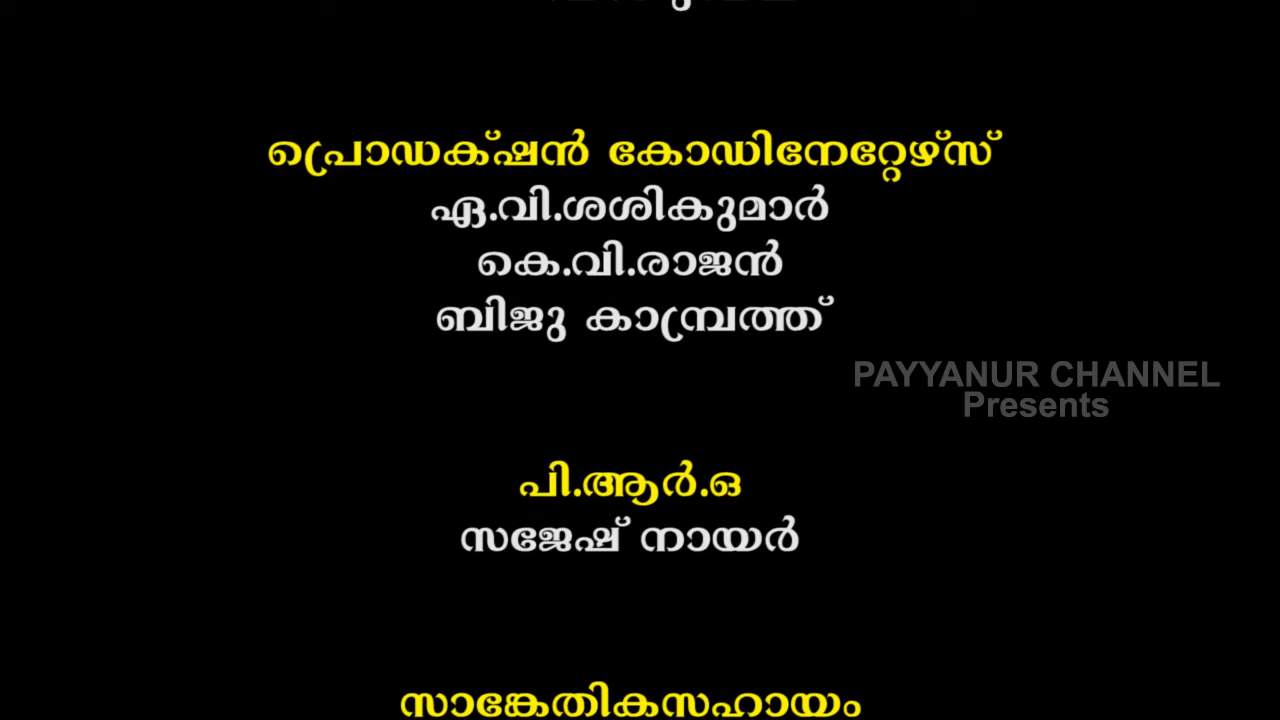 പ്രൊഡക്ഷൻ കോഡിനേറ്റേഴ്സ്
ഏ.വി.ശശികുമാർ
കെ.വി.രാജൻ
ബിജു കാമ്പ്രത്ത്
PAYYANUR CHANNEL
Presents
പി.ആർ.ഒ
സജേഷ് നായർ
സാങ്കേതികസഹായം